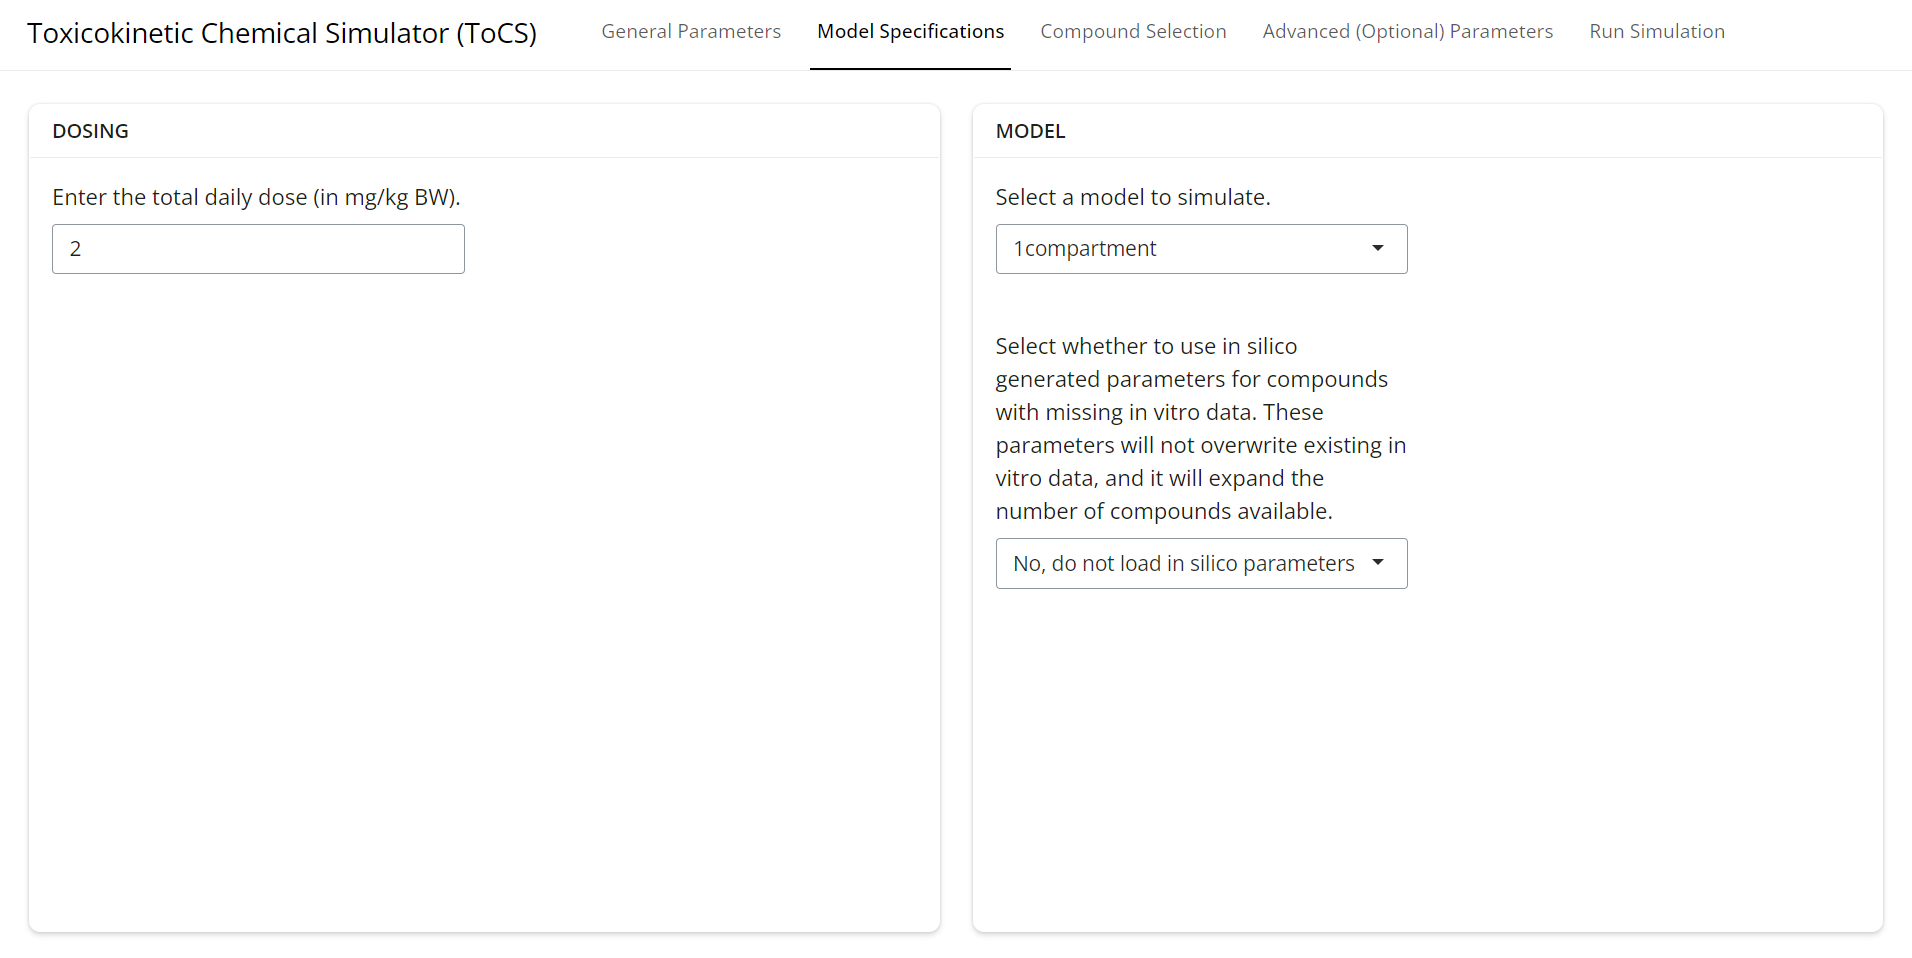 Toxicokinetic Chemical Simulator (ToCS)
General Parameters
Model Specifications
Compound Selection
Advanced (Optional) Parameters
Run Simulation
DOSING
Enter the total daily dose (in mg/kg BW).
2
MODEL
Select a model to simulate.
1compartment
Select whether to use in silico
generated parameters for compounds
with missing in vitro data. These
parameters will not overwrite existing in
vitro data, and it will expand the
number of compounds available.
No, do not load in silico parameters